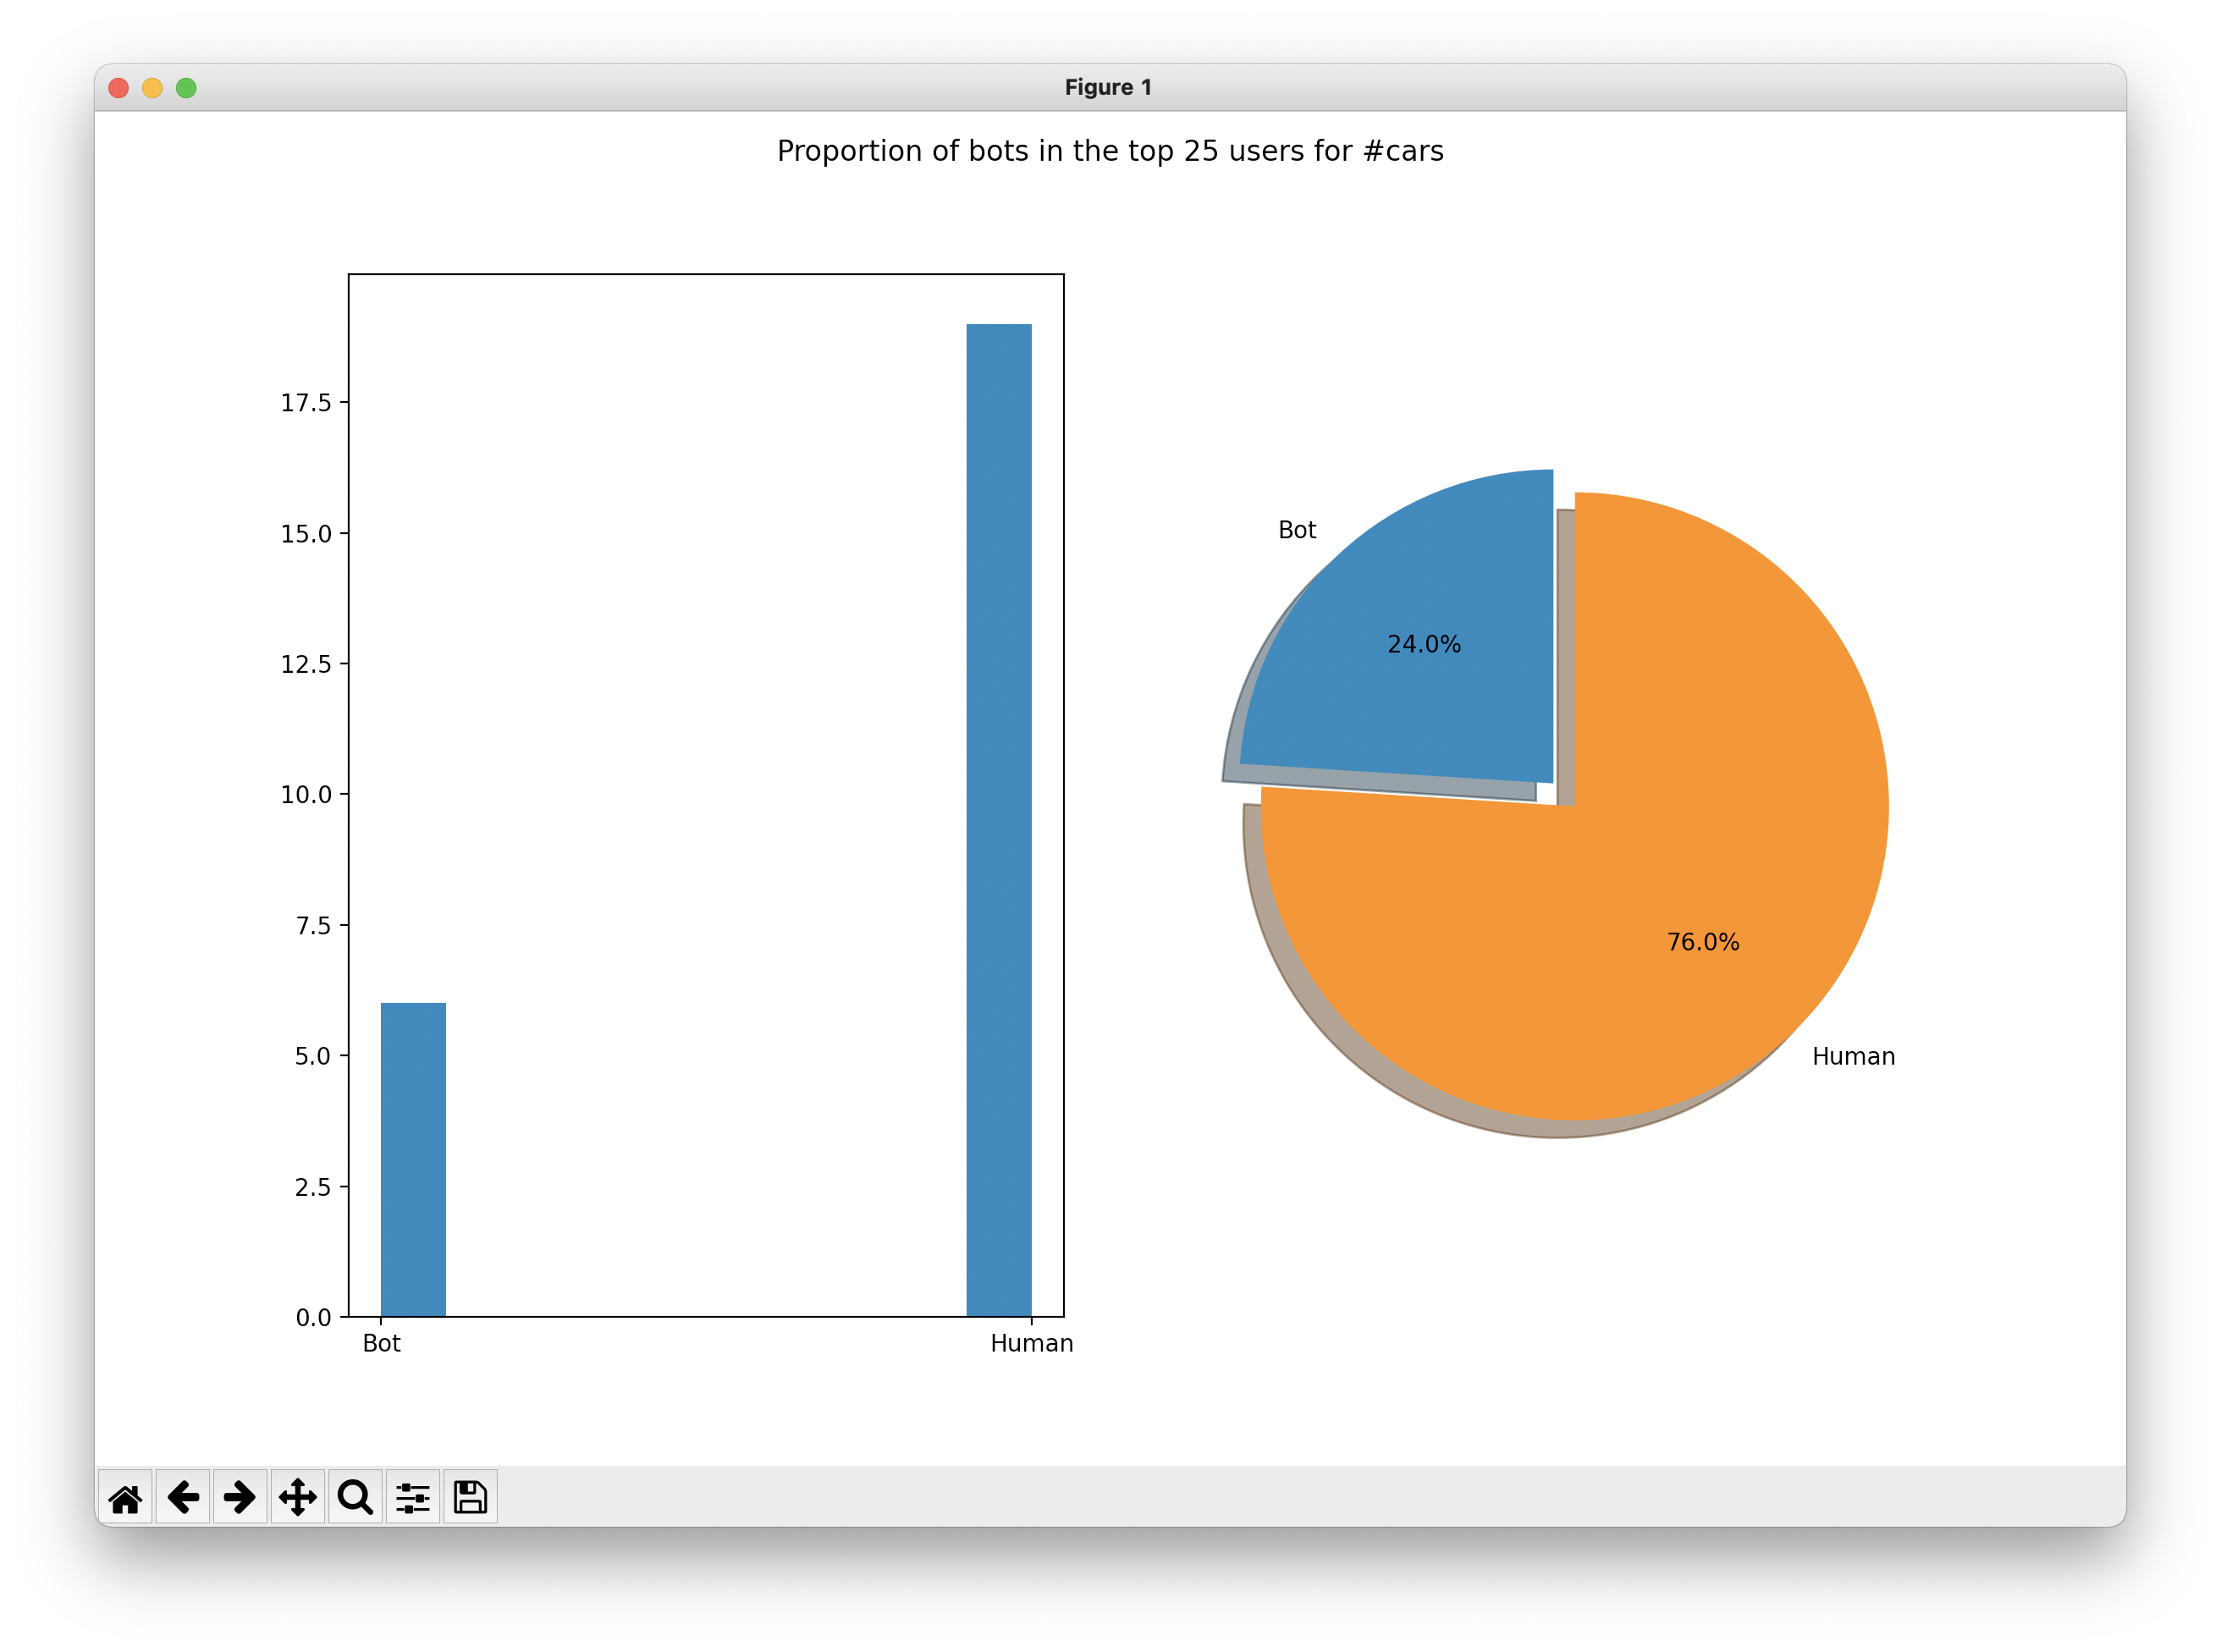 Figure 1
Proportion of bots in the top 25 users for #cars
17.5
15.0
12.5
10.0
7.5
5.0
2.5
0.0
Bot
Human
Bot
24.0%
76.0%
Human